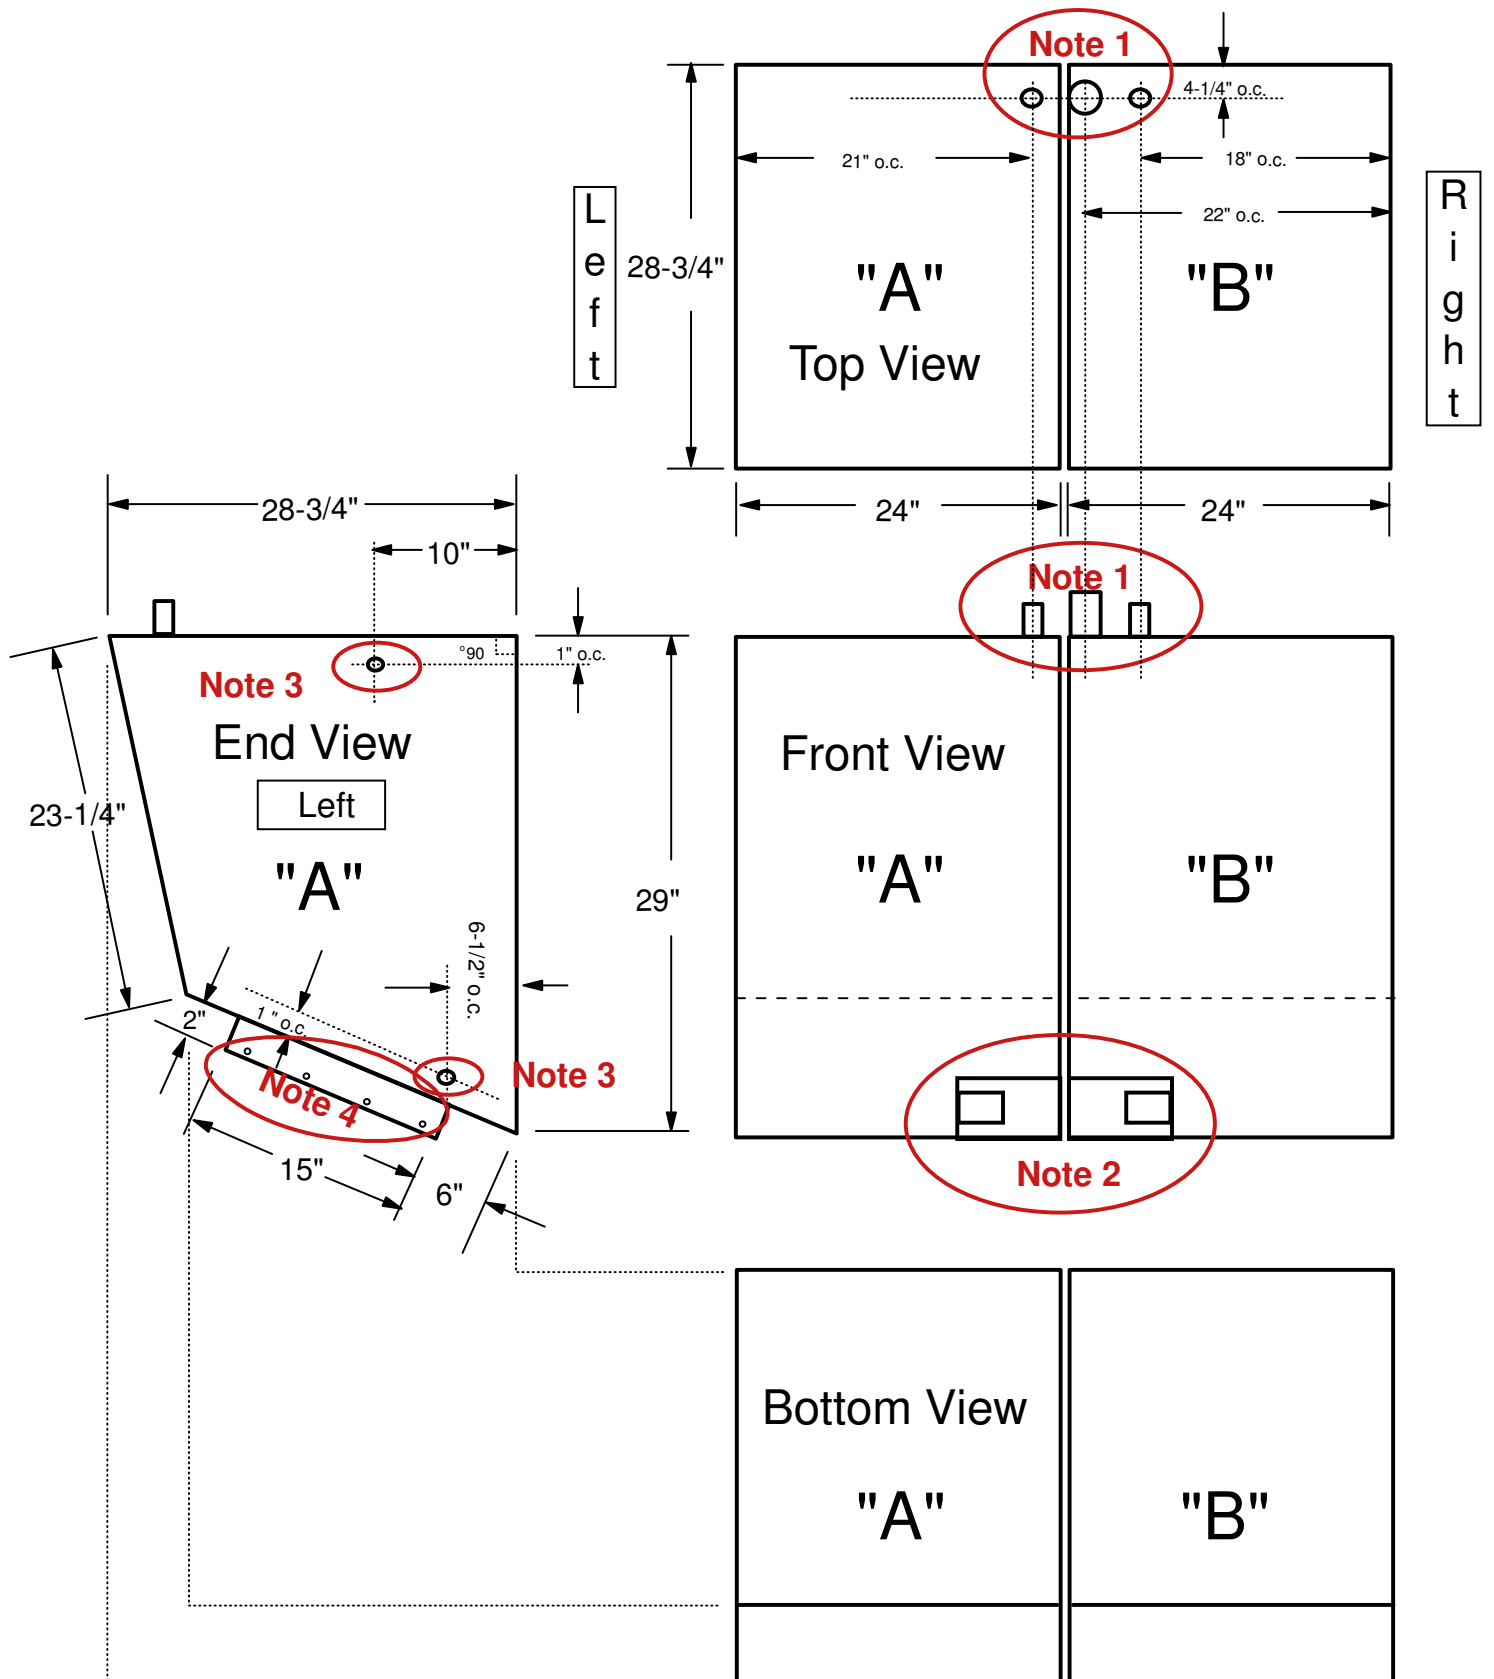 Note 1
4-1/4" o.c.
21" o.c.
18" o.c.
22" o.c.
Left
28-3/4"
"A"
"B"
Right
Top View
24"
24"
28-3/4"
10"
Note 1
°90
1" o.c.
Note 3
End View
Left
23-1/4"
"A"
29"
6-1/2" o.c.
Front View
"A"
"B"
2"
1 " o.c.
Note 3
Note 4
15"
6"
Note 2
Bottom View
"A"
"B"